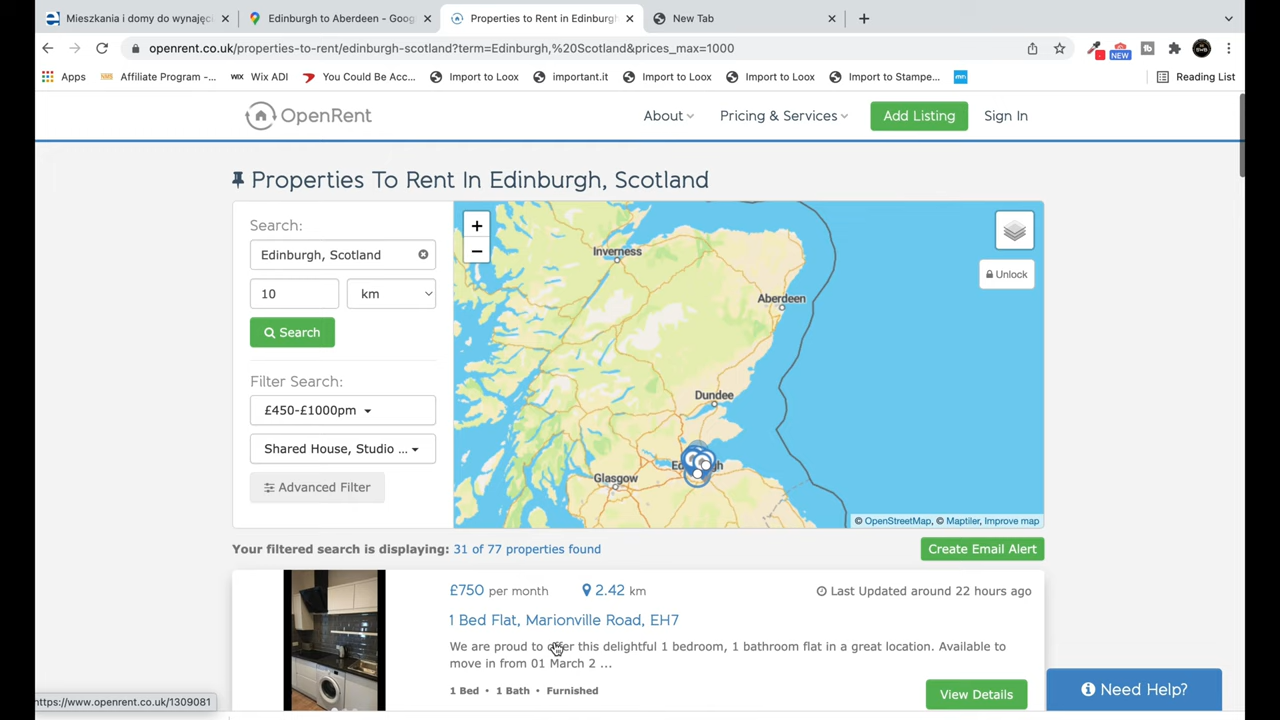 Mieszkania i domy do wynaję
Edinburgh to Aberdeen - Goog
Properties to Rent in Edinburgh
New Tab
openrent.co.uk/properties-to-rent/edinburgh-scotland?term=Edinburgh,%20Scotland&prices_max=1000
NEW
Apps
Affiliate Program -...
WIX Wix ADI
You Could Be Acc...
Import to Loox
important.it
Import to Loox
Import to Loox
Import to Stampe...
Reading List
OpenRent
About
Pricing & Services
Add Listing
Sign In
Properties To Rent In Edinburgh, Scotland
Search:
Edinburgh, Scotland
10
km
Search
Filter Search:
£450-£1000pm
Shared House, Studio ...
Advanced Filter
+
−
Inverness
Aberdeen
Dundee
Glasgow
Unlock
© OpenStreetMap, © Maptiler, Improve map
Your filtered search is displaying: 31 of 77 properties found
Create Email Alert
£750 per month
2.42 km
Last Updated around 22 hours ago
1 Bed Flat, Marionville Road, EH7
We are proud to offer this delightful 1 bedroom, 1 bathroom flat in a great location. Available to
move in from 01 March 2 ...
1 Bed • 1 Bath • Furnished
View Details
Need Help?
https://www.openrent.co.uk/1309081